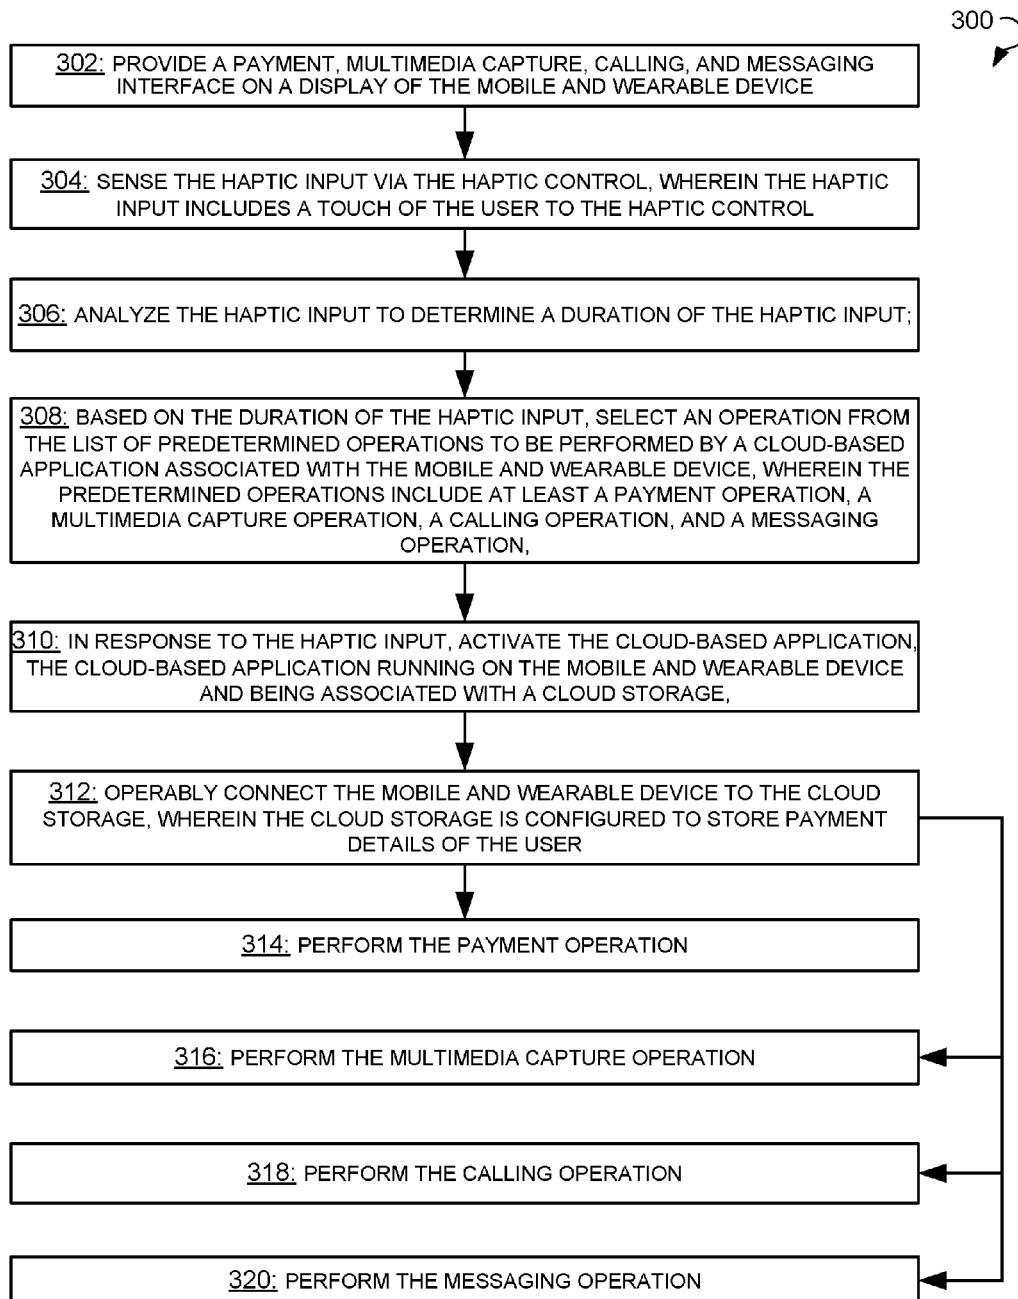 300
302: PROVIDE A PAYMENT, MULTIMEDIA CAPTURE, CALLING, AND MESSAGING
INTERFACE ON A DISPLAY OF THE MOBILE AND WEARABLE DEVICE
304: SENSE THE HAPTIC INPUT VIA THE HAPTIC CONTROL, WHEREIN THE HAPTIC
INPUT INCLUDES A TOUCH OF THE USER TO THE HAPTIC CONTROL
306: ANALYZE THE HAPTIC INPUT TO DETERMINE A DURATION OF THE HAPTIC INPUT;
308: BASED ON THE DURATION OF THE HAPTIC INPUT, SELECT AN OPERATION FROM
THE LIST OF PREDETERMINED OPERATIONS TO BE PERFORMED BY A CLOUD-BASED
APPLICATION ASSOCIATED WITH THE MOBILE AND WEARABLE DEVICE, WHEREIN THE
PREDETERMINED OPERATIONS INCLUDE AT LEAST A PAYMENT OPERATION, A
MULTIMEDIA CAPTURE OPERATION, A CALLING OPERATION, AND A MESSAGING
OPERATION,
310: IN RESPONSE TO THE HAPTIC INPUT, ACTIVATE THE CLOUD-BASED APPLICATION,
THE CLOUD-BASED APPLICATION RUNNING ON THE MOBILE AND WEARABLE DEVICE
AND BEING ASSOCIATED WITH A CLOUD STORAGE,
312: OPERABLY CONNECT THE MOBILE AND WEARABLE DEVICE TO THE CLOUD
STORAGE, WHEREIN THE CLOUD STORAGE IS CONFIGURED TO STORE PAYMENT
DETAILS OF THE USER
314: PERFORM THE PAYMENT OPERATION
316: PERFORM THE MULTIMEDIA CAPTURE OPERATION
318: PERFORM THE CALLING OPERATION
320: PERFORM THE MESSAGING OPERATION